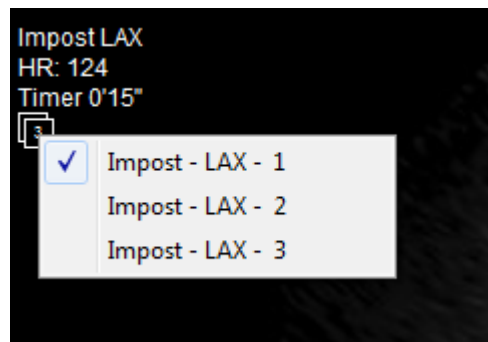 Impost LAX
HR: 124
Timer 0'15"
3
Impost - LAX - 1
Impost - LAX - 2
Impost - LAX - 3